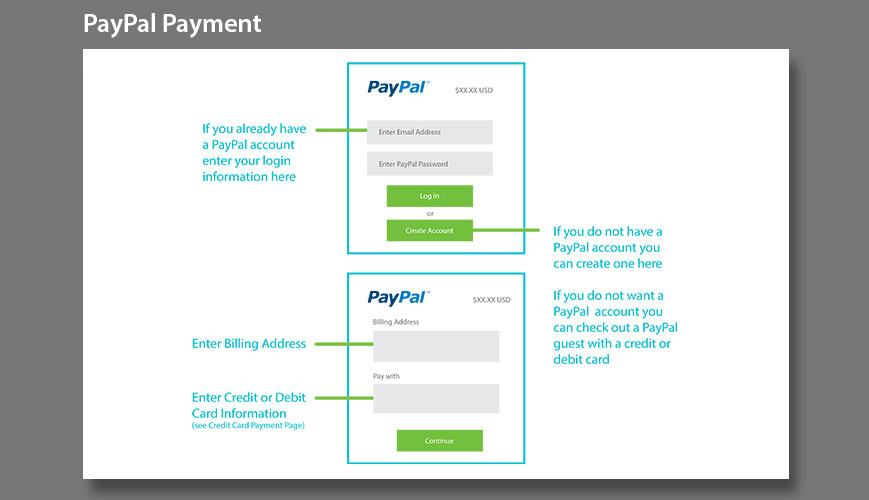 PayPal Payment
PayPal™
$XX.XX USD
If you already have
a PayPal account
enter your login
information here
Enter Email Address
Enter PayPal Password
Log In
or
Create Account
If you do not have a
PayPal account you
can create one here
If you do not want a
PayPal account you
can check out a PayPal
guest with a credit or
debit card
PayPal™
$XX.XX USD
Billing Address
Enter Billing Address
Pay with
Enter Credit or Debit
Card Information
(see Credit Card Payment Page)
Continue